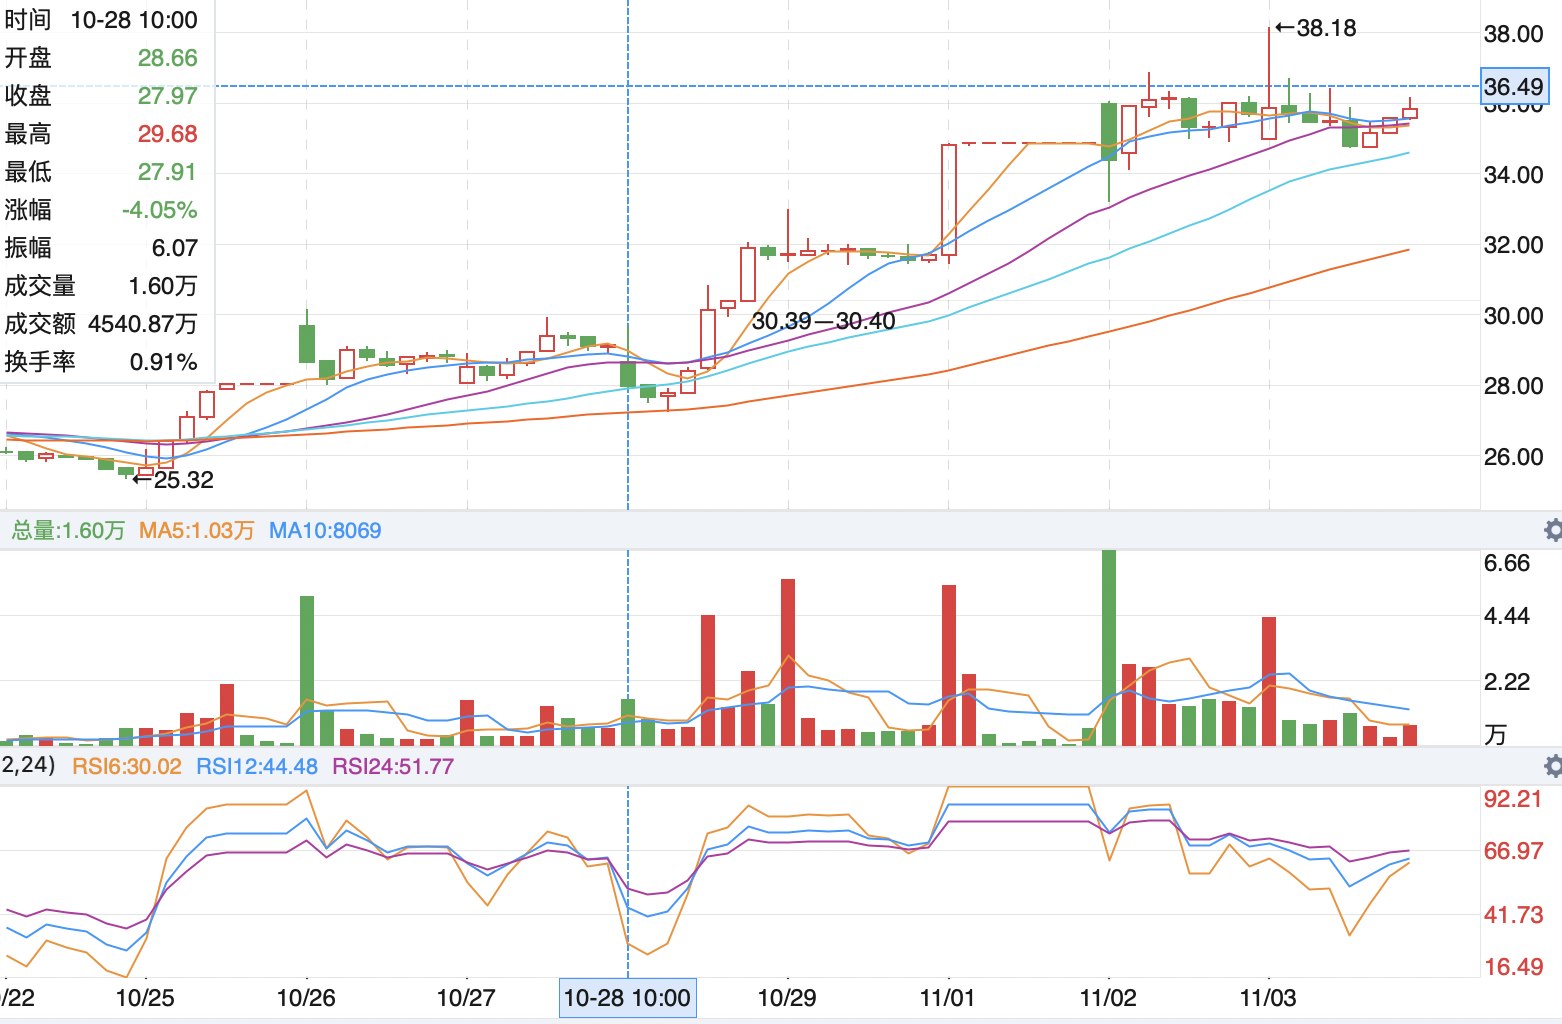 时间 10-28 10:00
开盘 28.66
收盘 27.97
最高 29.68
最低 27.91
涨幅 -4.05%
振幅 6.07
成交量 1.60万
成交额 4540.87万
换手率 0.91%
←38.18
30.39—30.40
←25.32
38.00
36.49
36.00
34.00
32.00
30.00
28.00
26.00
总量:1.60万 MA5:1.03万 MA10:8069
6.66
4.44
2.22
万
2,24) RSI6:30.02 RSI12:44.48 RSI24:51.77
92.21
66.97
41.73
16.49
/22 10/25 10/26 10/27 10-28 10:00 10/29 11/01 11/02 11/03